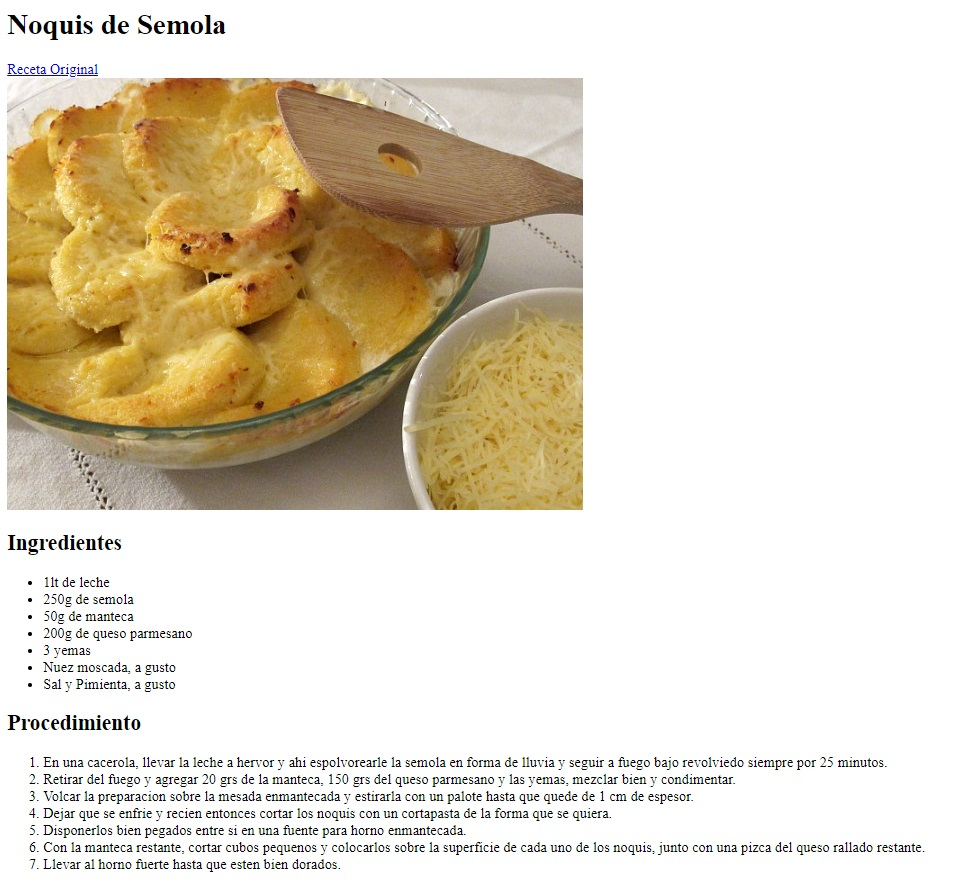 Noquis de Semola
Receta Original
Ingredientes
1lt de leche
250g de semola
50g de manteca
200g de queso parmesano
3 yemas
Nuez moscada, a gusto
Sal y Pimienta, a gusto
Procedimiento
1. En una cacerola, llevar la leche a hervor y ahi espolvorearle la semola en forma de lluvia y seguir a fuego bajo revolviedo siempre por 25 minutos.
2. Retirar del fuego y agregar 20 grs de la manteca, 150 grs del queso parmesano y las yemas, mezclar bien y condimentar.
3. Volcar la preparacion sobre la mesada enmantecada y estirarla con un palote hasta que quede de 1 cm de espesor.
4. Dejar que se enfrie y recien entonces cortar los noquis con un cortapasta de la forma que se quiera.
5. Disponerlos bien pegados entre si en una fuente para horno enmantecada.
6. Con la manteca restante, cortar cubos pequenos y colocarlos sobre la superficie de cada uno de los noquis, junto con una pizca del queso rallado restante.
7. Llevar al horno fuerte hasta que esten bien dorados.